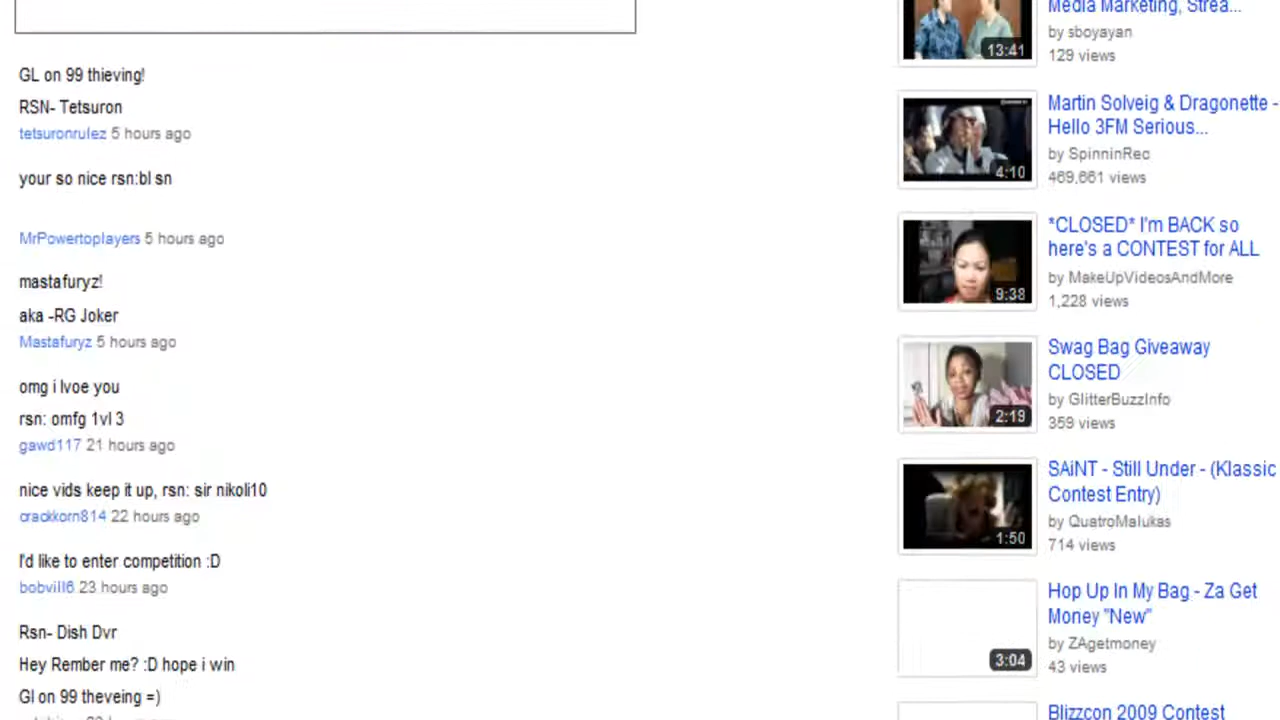 GL on 99 thieving!
RSN- Tetsuron
tetsuronrulez 5 hours ago
your so nice rsn:bl sn
MrPowertoplayers 5 hours ago
mastafuryz!
aka -RG Joker
Mastafuryz 5 hours ago
omg i lvoe you
rsn: omfg 1vl 3
gawd117 21 hours ago
nice vids keep it up, rsn: sir nikoli10
crackkorn814 22 hours ago
I'd like to enter competition :D
bobvill6 23 hours ago
Rsn- Dish Dvr
Hey Rember me? :D hope i win
Gl on 99 theveing =)
Media Marketing, Strea...
by sboyayan
13:41
129 views
Martin Solveig & Dragonette -
Hello 3FM Serious...
by SpinninRec
4:10
469,661 views
*CLOSED* I'm BACK so
here's a CONTEST for ALL
by MakeUpVideosAndMore
9:38
1,228 views
Swag Bag Giveaway
CLOSED
by GlitterBuzzInfo
2:19
359 views
SAiNT - Still Under - (Klassic
Contest Entry)
by QuatroMalukas
1:50
714 views
Hop Up In My Bag - Za Get
Money "New"
by ZAgetmoney
3:04
43 views
Blizzcon 2009 Contest